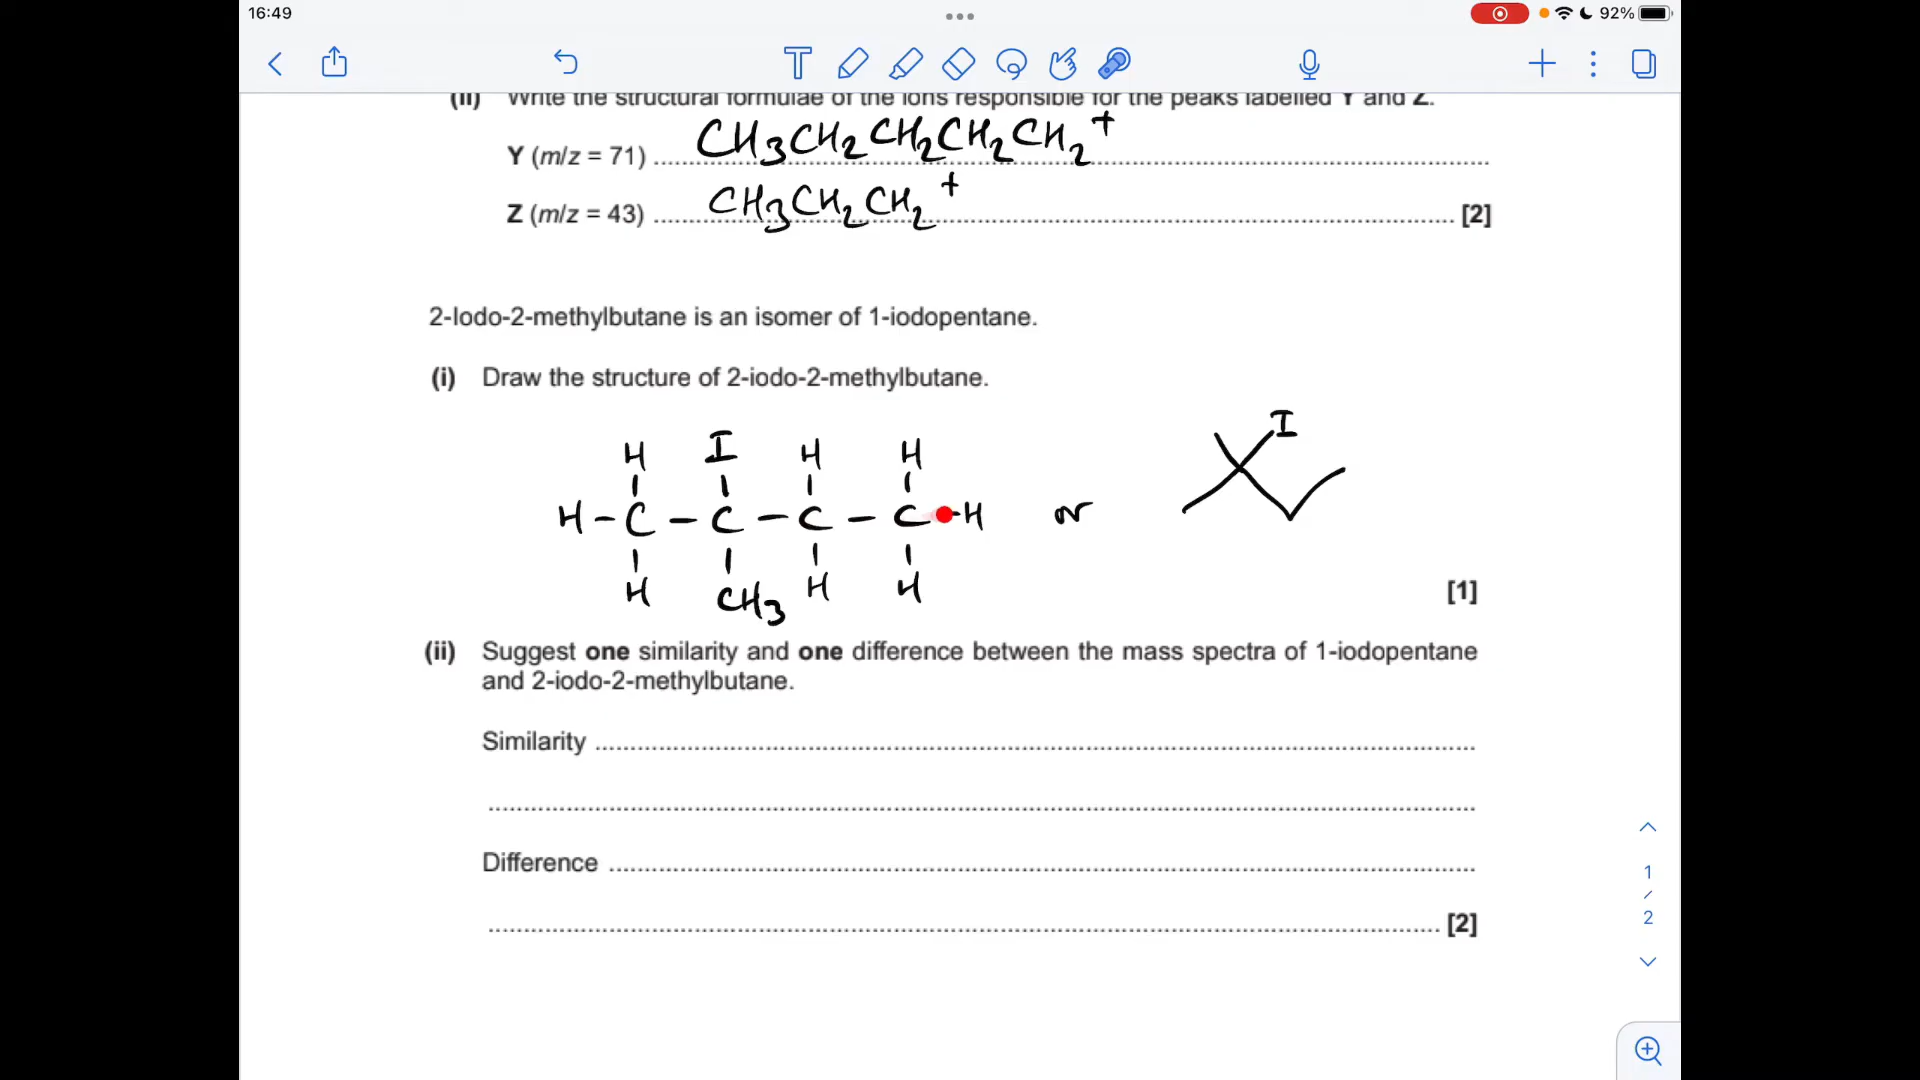 16:49
92%
(ii) Write the structural formulae of the ions responsible for the peaks labelled Y and Z.
Y (m/z = 71) CH3CH2CH2CH2CH2+
Z (m/z = 43) CH3CH2CH2+ [2]
2-Iodo-2-methylbutane is an isomer of 1-iodopentane.
(i) Draw the structure of 2-iodo-2-methylbutane.
I
H I H H
H-C-C-C-C-H or
H CH3 H H
[1]
(ii) Suggest one similarity and one difference between the mass spectra of 1-iodopentane
and 2-iodo-2-methylbutane.
Similarity
Difference
[2]
1
/
2